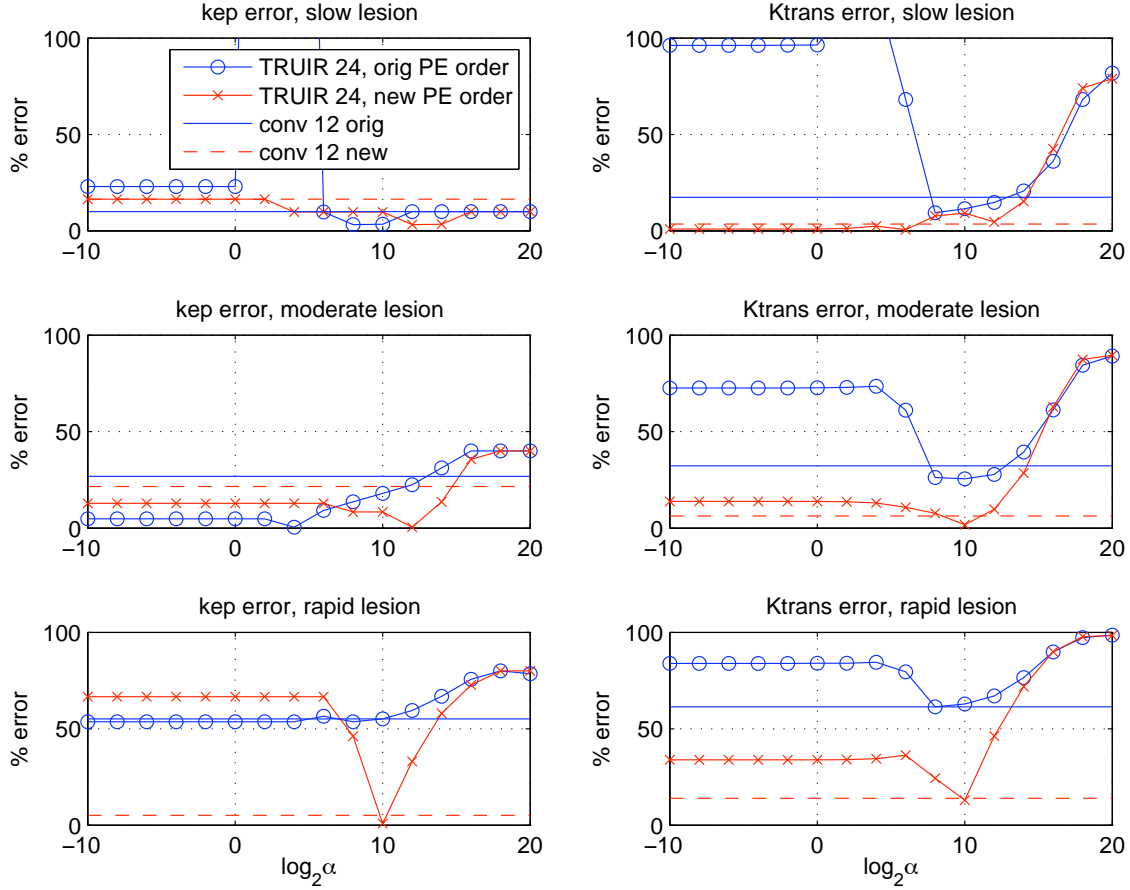 kep error, slow lesion
% error
100
50
0
−10
0
10
20
TRUIR 24, orig PE order
TRUIR 24, new PE order
conv 12 orig
conv 12 new
Ktrans error, slow lesion
% error
100
50
0
−10
0
10
20
kep error, moderate lesion
% error
100
50
0
−10
0
10
20
Ktrans error, moderate lesion
% error
100
50
0
−10
0
10
20
kep error, rapid lesion
% error
100
50
0
−10
0
10
20
log₂α
Ktrans error, rapid lesion
% error
100
50
0
−10
0
10
20
log₂α